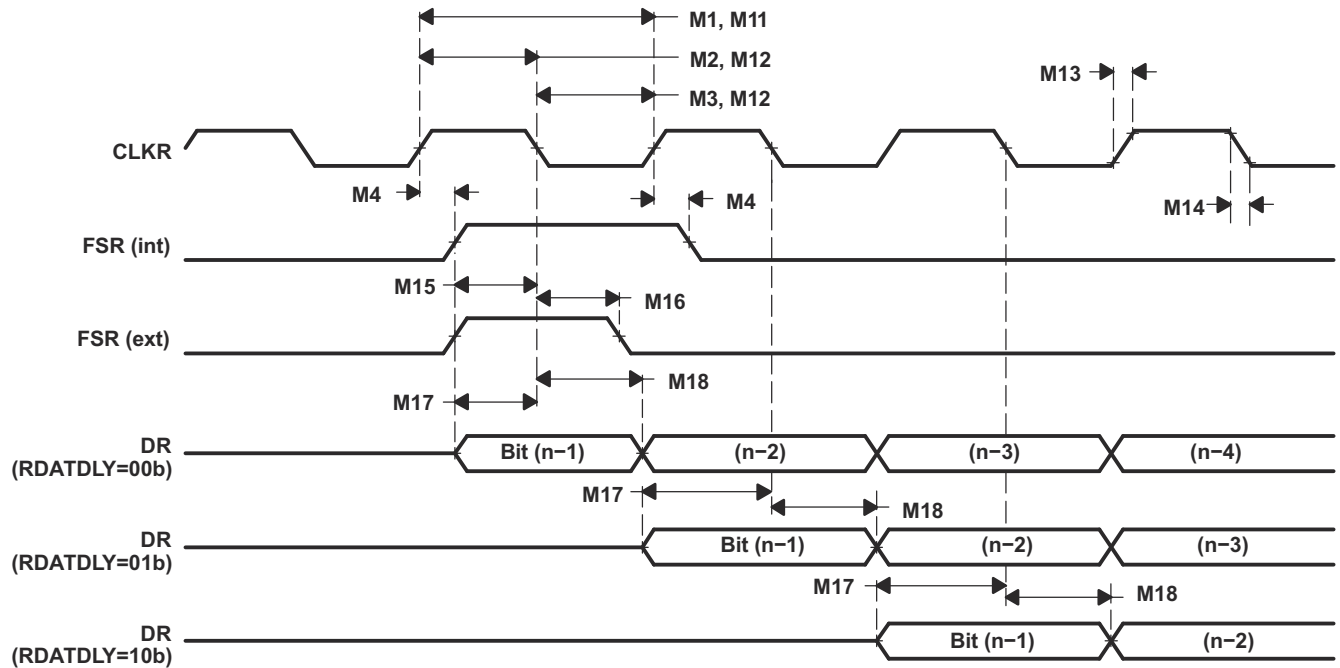 M1, M11
M2, M12
M13
M3, M12
CLKR
M4
M4
M14
FSR (int)
M15
M16
FSR (ext)
M18
M17
DR
(RDATDLY=00b)
Bit (n−1)
(n−2)
(n−3)
(n−4)
M17
M18
DR
(RDATDLY=01b)
Bit (n−1)
(n−2)
(n−3)
M17
M18
DR
(RDATDLY=10b)
Bit (n−1)
(n−2)